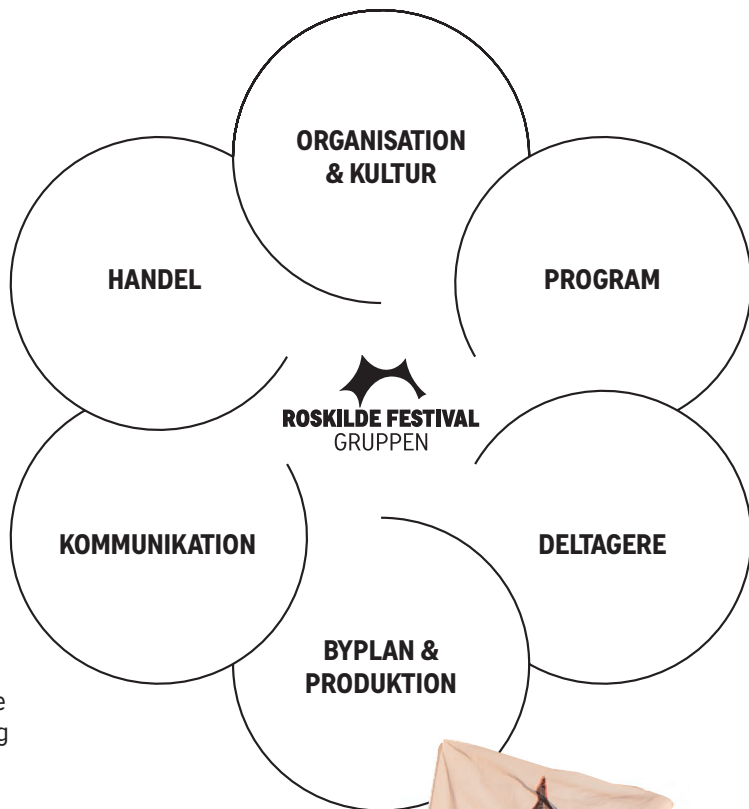 ORGANISATION
& KULTUR
HANDEL
PROGRAM
ROSKILDE FESTIVAL
GRUPPEN
KOMMUNIKATION
DELTAGERE
BYPLAN &
PRODUKTION
e
g